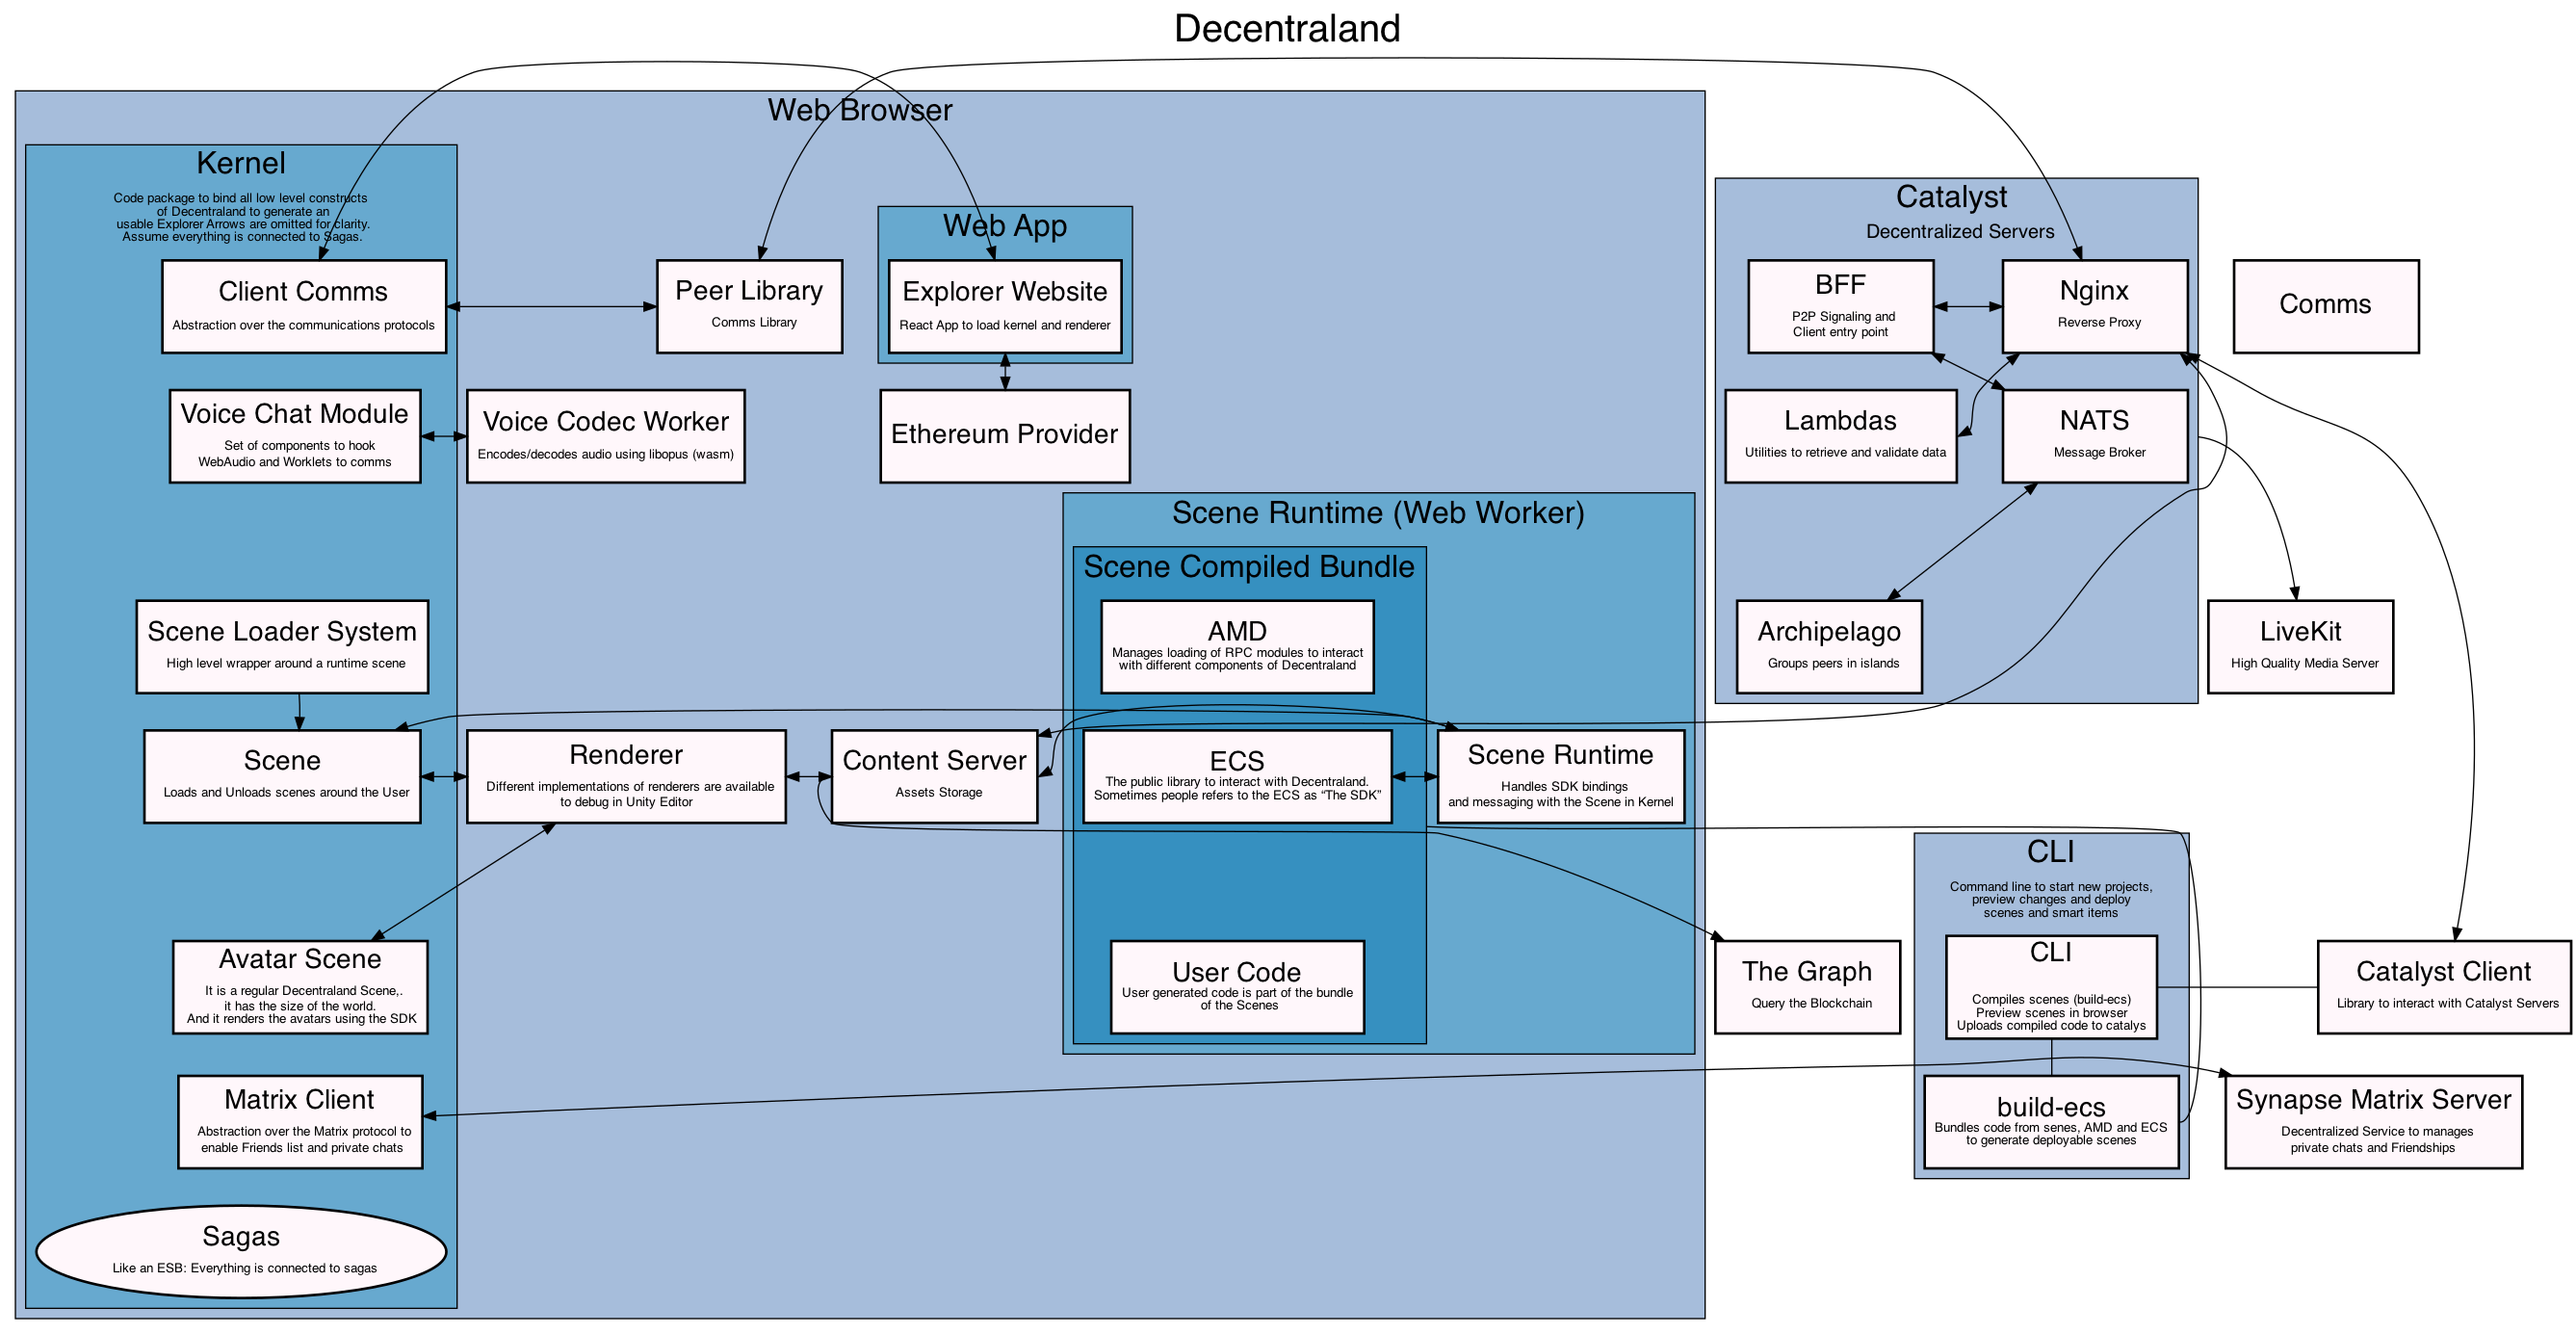 Decentraland
Web Browser
Kernel
Code package to bind all low level constructs
of Decentraland to generate an
usable Explorer Arrows are omitted for clarity.
Assume everything is connected to Sagas.
Client Comms
Abstraction over the communications protocols
Peer Library
Comms Library
Web App
Explorer Website
React App to load kernel and renderer
Voice Chat Module
Set of components to hook
WebAudio and Worklets to comms
Voice Codec Worker
Encodes/decodes audio using libopus (wasm)
Ethereum Provider
Catalyst
Decentralized Servers
BFF
P2P Signaling and
Client entry point
Nginx
Reverse Proxy
Comms
Lambdas
Utilities to retrieve and validate data
NATS
Message Broker
Archipelago
Groups peers in islands
LiveKit
High Quality Media Server
Scene Runtime (Web Worker)
Scene Compiled Bundle
AMD
Manages loading of RPC modules to interact
with different components of Decentraland
Scene Loader System
High level wrapper around a runtime scene
Scene
Loads and Unloads scenes around the User
Renderer
Different implementations of renderers are available
to debug in Unity Editor
Content Server
Assets Storage
ECS
The public library to interact with Decentraland.
Sometimes people refers to the ECS as “The SDK”
Scene Runtime
Handles SDK bindings
and messaging with the Scene in Kernel
Avatar Scene
It is a regular Decentraland Scene,.
it has the size of the world.
And it renders the avatars using the SDK
User Code
User generated code is part of the bundle
of the Scenes
The Graph
Query the Blockchain
CLI
Command line to start new projects,
preview changes and deploy
scenes and smart items
CLI
Compiles scenes (build-ecs)
Preview scenes in browser
Uploads compiled code to catalys
Catalyst Client
Library to interact with Catalyst Servers
Matrix Client
Abstraction over the Matrix protocol to
enable Friends list and private chats
build-ecs
Bundles code from senes, AMD and ECS
to generate deployable scenes
Synapse Matrix Server
Decentralized Service to manages
private chats and Friendships
Sagas
Like an ESB: Everything is connected to sagas